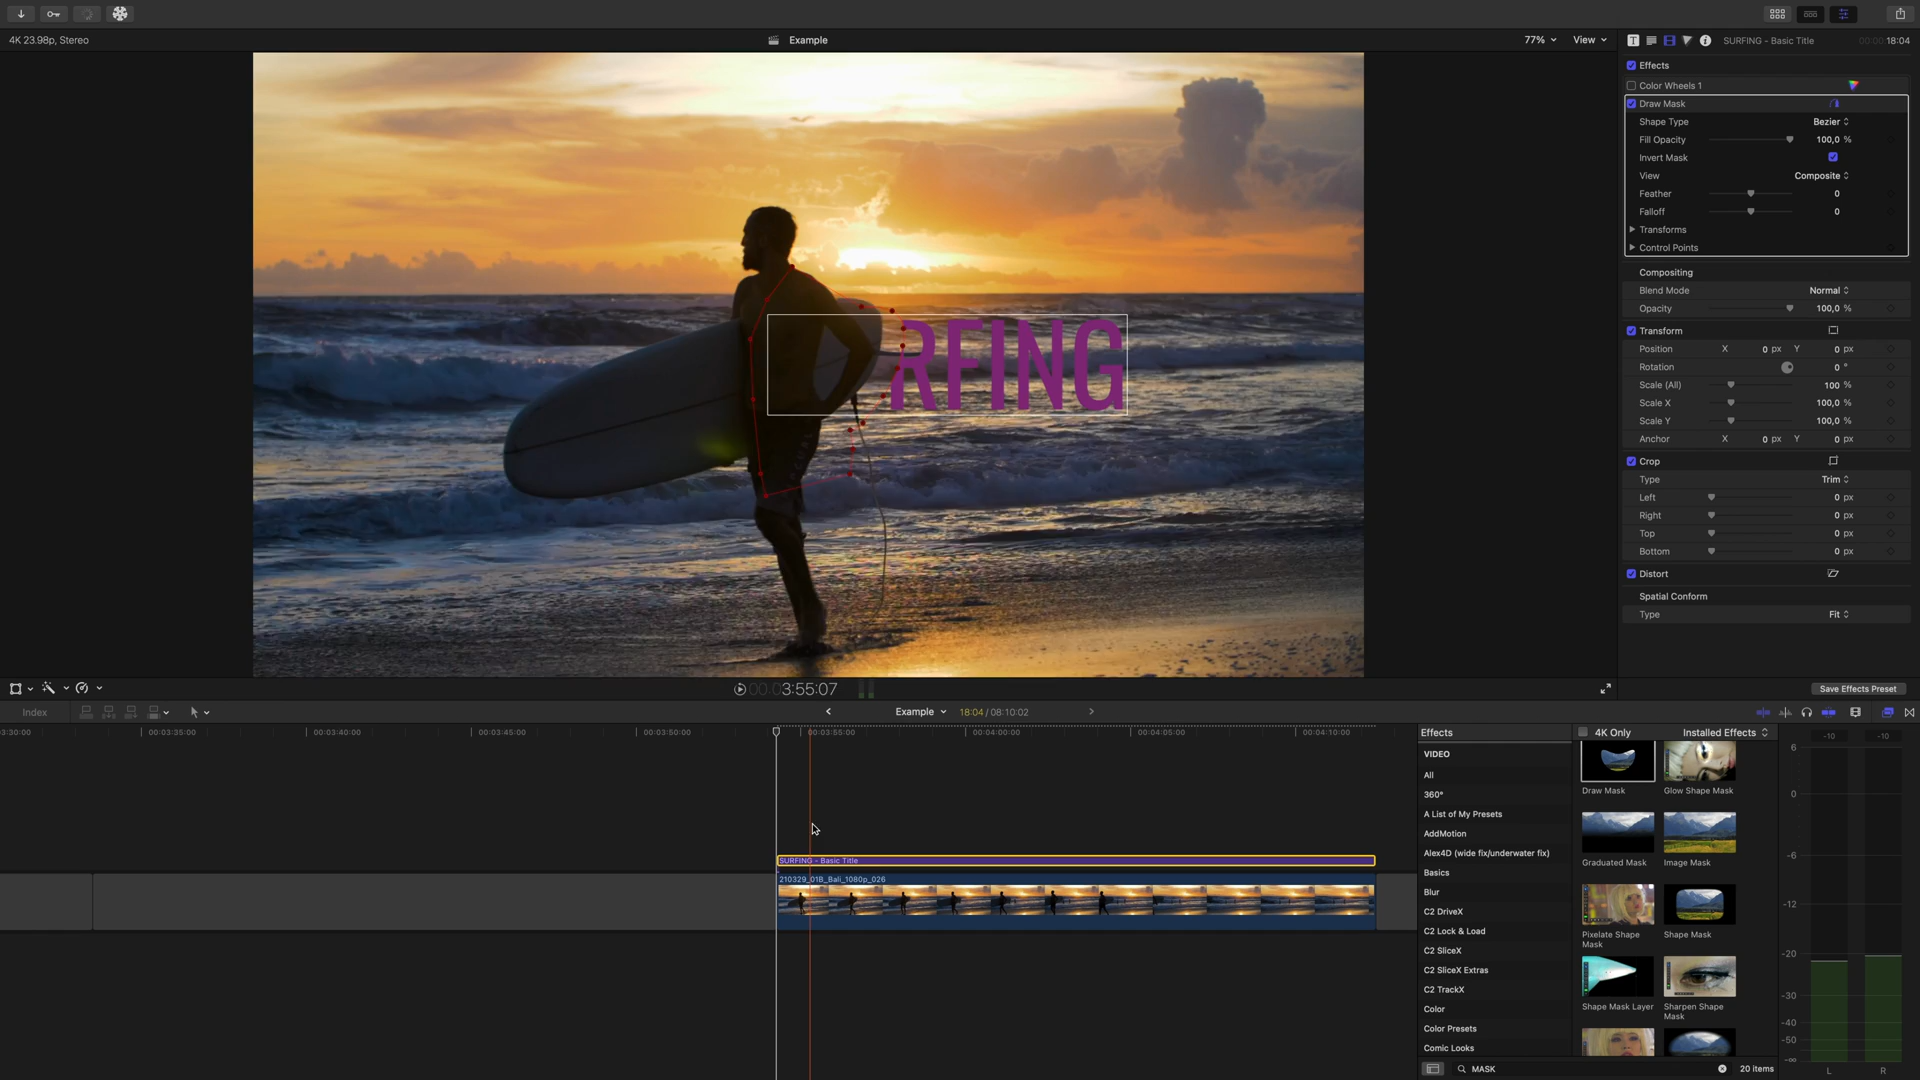 4K 23.98p, Stereo
Example
77%
View
SURFING - Basic Title
00:00:18:04
Effects
Color Wheels 1
Draw Mask
Shape Type
Bezier
Fill Opacity
100,0 %
Invert Mask
View
Composite
Feather
0
Falloff
0
Transforms
Control Points
Compositing
Blend Mode
Normal
Opacity
100,0 %
Transform
Position
X 0 px Y 0 px
Rotation
0 °
Scale (All)
100 %
Scale X
100,0 %
Scale Y
100,0 %
Anchor
X 0 px Y 0 px
Crop
Type
Trim
Left
0 px
Right
0 px
Top
0 px
Bottom
0 px
Distort
Spatial Conform
Type
Fit
RFING
3:55:07
Save Effects Preset
Index
Example
18:04 / 08:10:02
00:03:35:00
00:03:40:00
00:03:45:00
00:03:50:00
00:03:55:00
00:04:00:00
00:04:05:00
00:04:10:00
SURFING - Basic Title
210329_01B_Bali_1080p_026
Effects
4K Only
Installed Effects
VIDEO
All
360°
A List of My Presets
AddMotion
Alex4D (wide fix/underwater fix)
Basics
Blur
C2 DriveX
C2 Lock & Load
C2 SliceX
C2 SliceX Extras
C2 TrackX
Color
Color Presets
Comic Looks
Draw Mask
Glow Shape Mask
Graduated Mask
Image Mask
Pixelate Shape
Mask
Shape Mask
Shape Mask Layer
Sharpen Shape
Mask
MASK
20 items
-10
-10
6
0
-6
-12
-20
-30
-40
-50
-∞
L
R